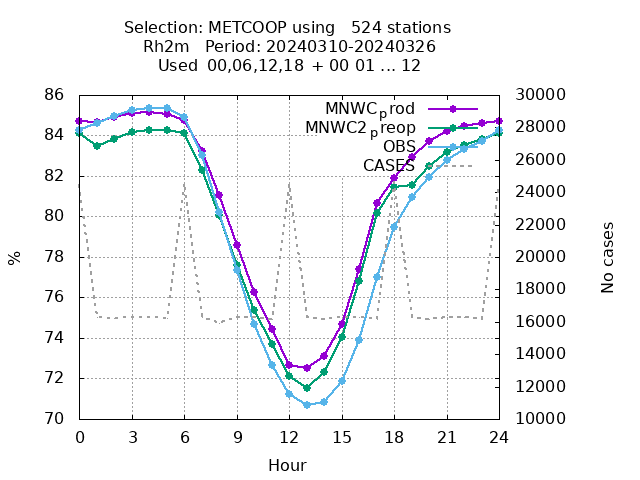 Selection: METCOOP using   524 stations
Rh2m   Period: 20240310-20240326
Used  00,06,12,18  + 00 01 ... 12
86 30000
84 28000
82 26000
80 24000
78 22000
76 20000
74 18000
72 16000
70 14000
12000
10000
MNWC_prod
MNWC2_preop
OBS
CASES
%
No cases
0 3 6 9 12 15 18 21 24
Hour